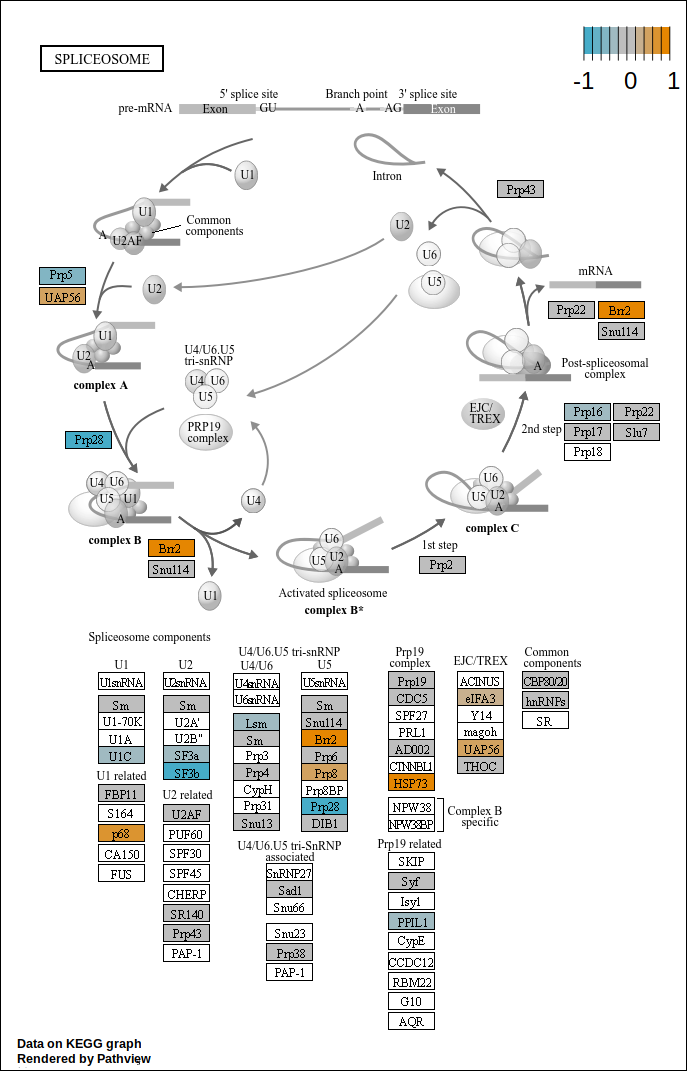 SPLICEOSOME
-1 0 1
5' splice site Branch point 3' splice site
pre-mRNA Exon GU A AG Exon
U1
Intron
Prp43
U1
A U2AF
Common
components
U2
U6
U5
Prp5
UAP56
U2
mRNA
Prp22 Brr2
Snu114
U1
U2
A
complex A
U4/U6.U5
tri-snRNP
U4 U6
U5
PRP19
complex
A
Post-spliceosomal
complex
EJC/
TREX
2nd step
Prp16 Prp22
Prp17 Slu7
Prp18
Prp28
U4 U6
U5 U1
A
complex B
U4
U6
U5 U2
A
complex C
Brr2
Snu114
U1
U6
U5 U2
A
1st step
Prp2
Activated spliceosome
complex B*
Spliceosome components
U1
U1snRNA
Sm
U1-70K
U1A
U1C
U1 related
FBP11
S164
p68
CA150
FUS
U2
U2snRNA
Sm
U2A'
U2B"
SF3a
SF3b
U2 related
U2AF
PUF60
SPF30
SPF45
CHERP
SR140
Prp43
PAP-1
U4/U6.U5 tri-snRNP
U4/U6
U4snRNA
U6snRNA
Lsm
Sm
Prp3
Prp4
CypH
Prp31
Snu13
U5
U5snRNA
Sm
Snu114
Brr2
Prp6
Prp8
Prp8BP
Prp28
DIB1
U4/U6.U5 tri-SnRNP
associated
SnRNP27
Sad1
Snu66
Snu23
Prp38
PAP-1
Prp19
complex
Prp19
CDC5
SPF27
PRL1
AD002
CTNNBL1
HSP73
NPW38
NPW38BP
Complex B
specific
Prp19 related
SKIP
Syf
Isy1
PPIL1
CypE
CCDC12
RBM22
G10
AQR
EJC/TREX
ACINUS
eIFA3
Y14
magoh
UAP56
THOC
Common
components
CBP80/20
hnRNPs
SR
Data on KEGG graph
Rendered by Pathview